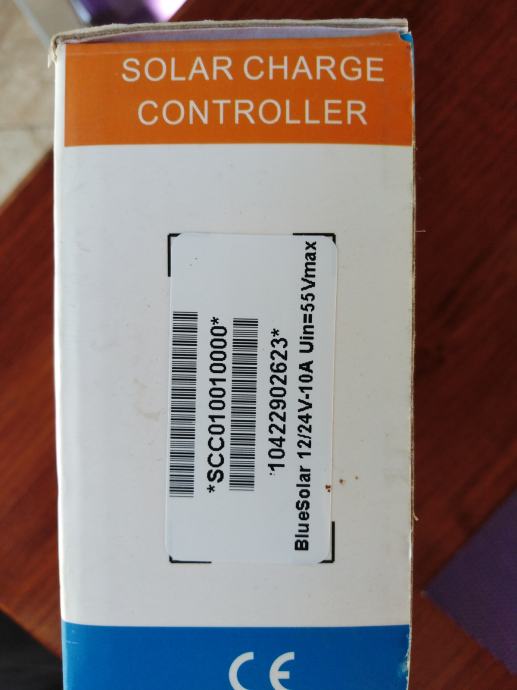 SOLAR CHARGE
CONTROLLER
*SCC010010000*
*10422902623*
BlueSolar 12/24V-10A Uin=55Vmax
CE